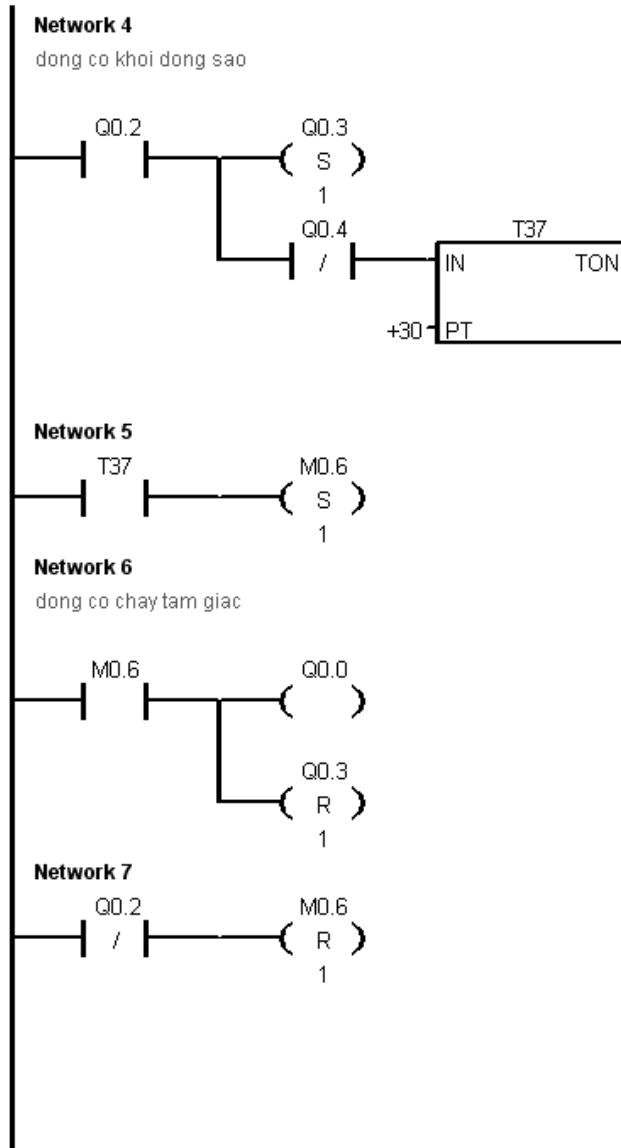 Network 4
dong co khoi dong sao
Q0.2
Q0.3
S
1
Q0.4
/
T37
IN
TON
+30
PT
Network 5
T37
M0.6
S
1
Network 6
dong co chay tam giac
M0.6
Q0.0
Q0.3
R
1
Network 7
Q0.2
M0.6
/
R
1